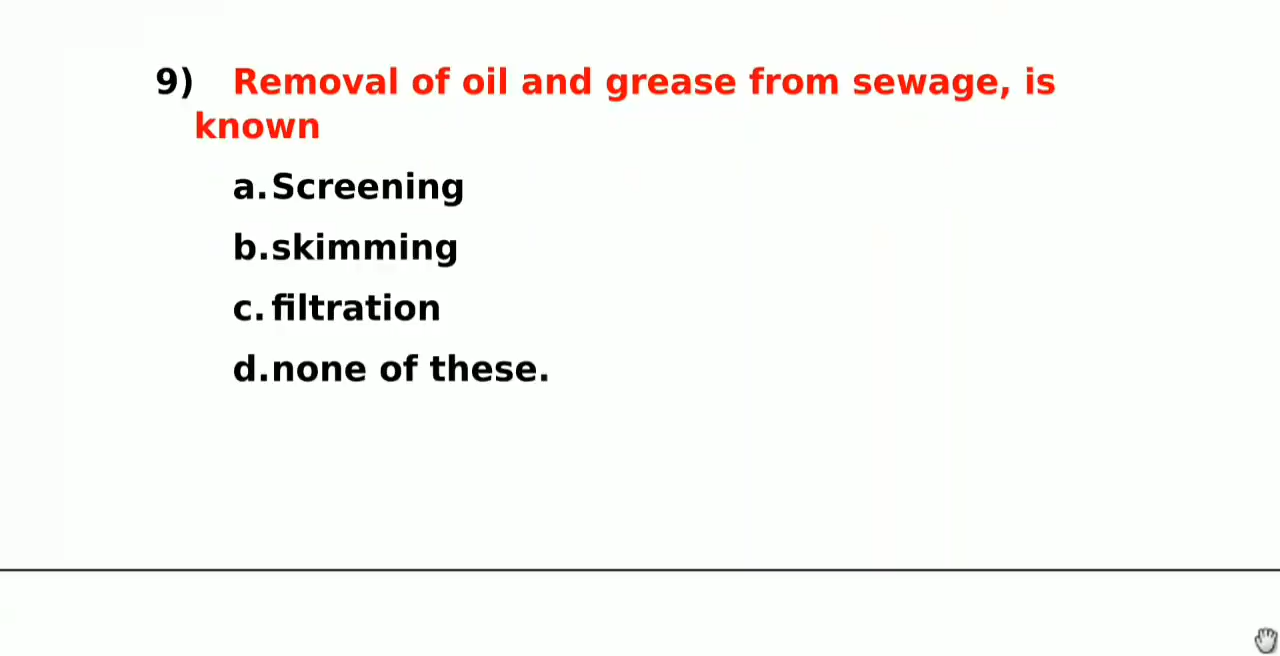 9) Removal of oil and grease from sewage, is
known
a. Screening
b. skimming
c. filtration
d. none of these.